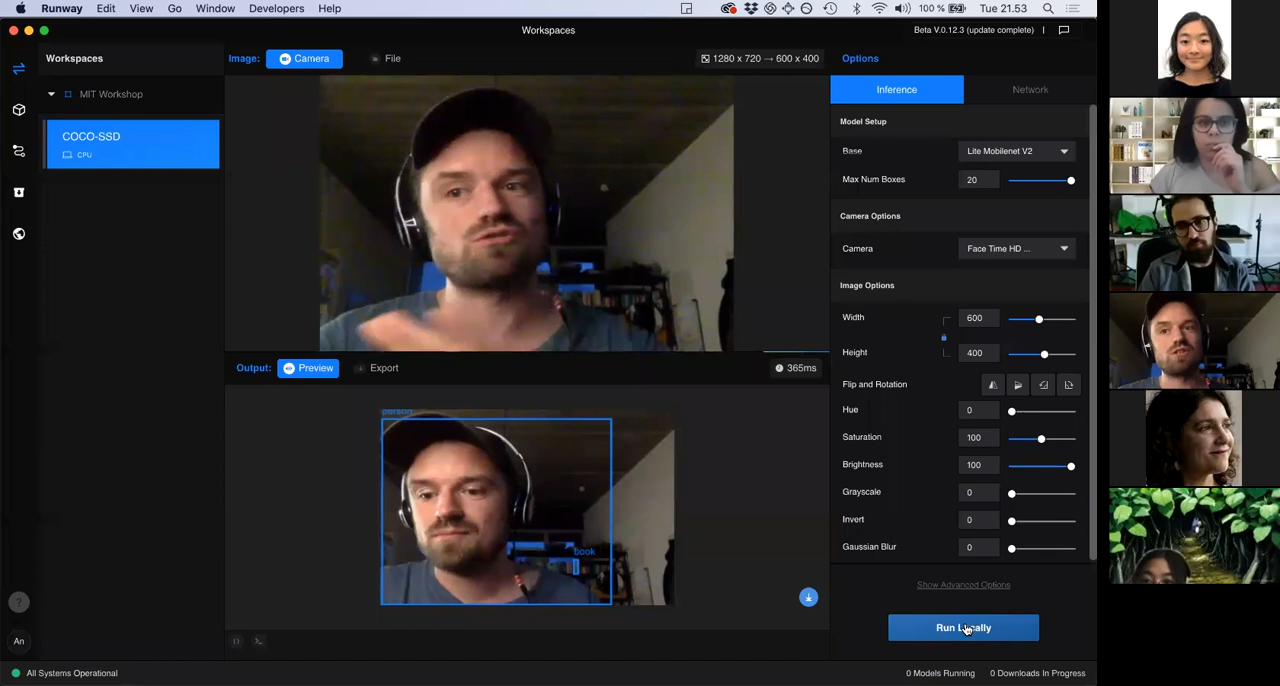 Runway Edit View Go Window Developers Help 100 % Tue 21.53
Workspaces
Beta V.0.12.3 (update complete)
Workspaces
Image: Camera File
1280 x 720 → 600 x 400
Options
MIT Workshop
COCO-SSD
CPU
Inference Network
Model Setup
Base Lite Mobilenet V2
Max Num Boxes 20
Camera Options
Camera Face Time HD ...
Image Options
Width 600
Height 400
Flip and Rotation
Hue 0
Saturation 100
Brightness 100
Grayscale 0
Invert 0
Gaussian Blur 0
Show Advanced Options
Output: Preview Export
365ms
person
book
?
An
All Systems Operational
0 Models Running 0 Downloads In Progress